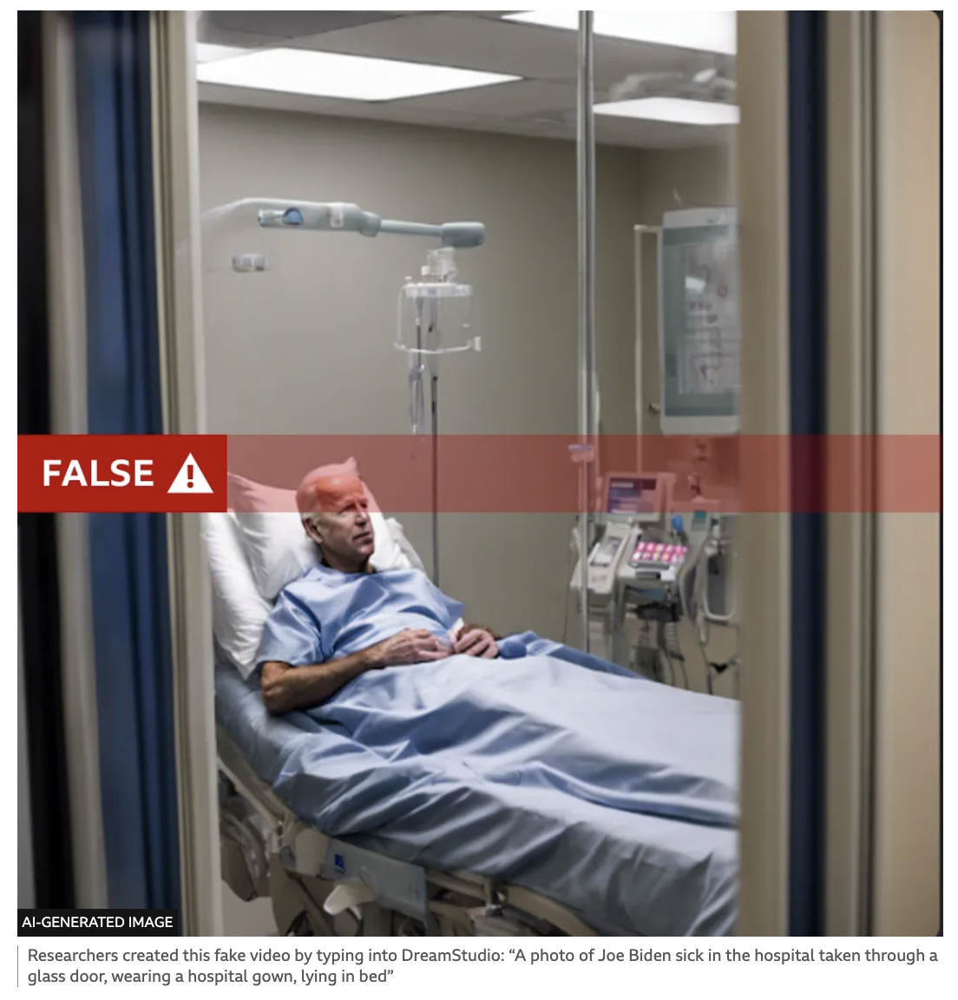 FALSE
AI-GENERATED IMAGE
Researchers created this fake video by typing into DreamStudio: “A photo of Joe Biden sick in the hospital taken through a
glass door, wearing a hospital gown, lying in bed”